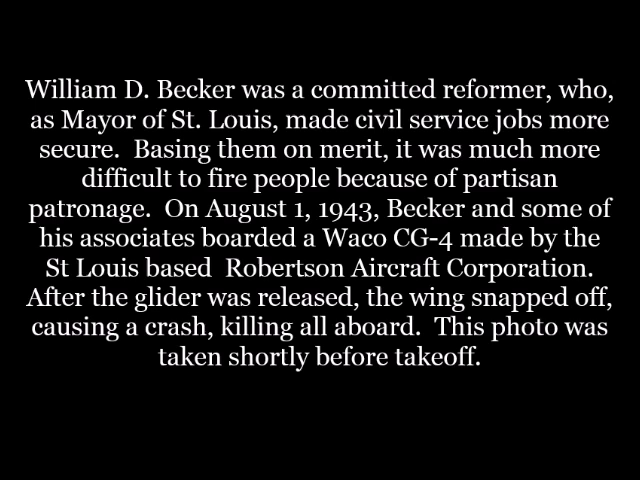 William D. Becker was a committed reformer, who,
as Mayor of St. Louis, made civil service jobs more
secure.  Basing them on merit, it was much more
difficult to fire people because of partisan
patronage.  On August 1, 1943, Becker and some of
his associates boarded a Waco CG-4 made by the
St Louis based  Robertson Aircraft Corporation.
After the glider was released, the wing snapped off,
causing a crash, killing all aboard.  This photo was
taken shortly before takeoff.